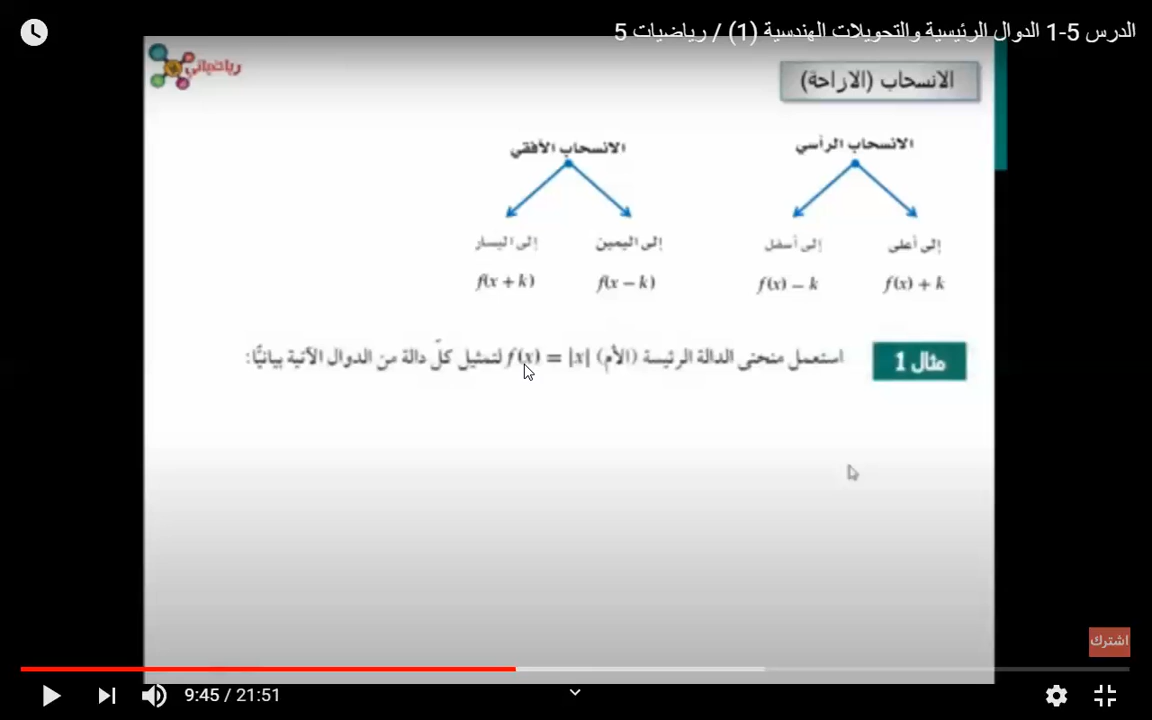 الدرس 5-1 الدوال الرئيسية والتحويلات الهندسية (1) / رياضيات 5
رياضياتي
الانسحاب (الازاحة)
الانسحاب الرأسي
الانسحاب الأفقي
إلى أعلى إلى أسفل إلى اليمين إلى اليسار
f(x) + k f(x) − k f(x − k) f(x + k)
مثال 1 استعمل منحنى الدالة الرئيسة (الأم) f(x) = |x| لتمثيل كلّ دالة من الدوال الآتية بيانيًّا:
اشترك
9:45 / 21:51